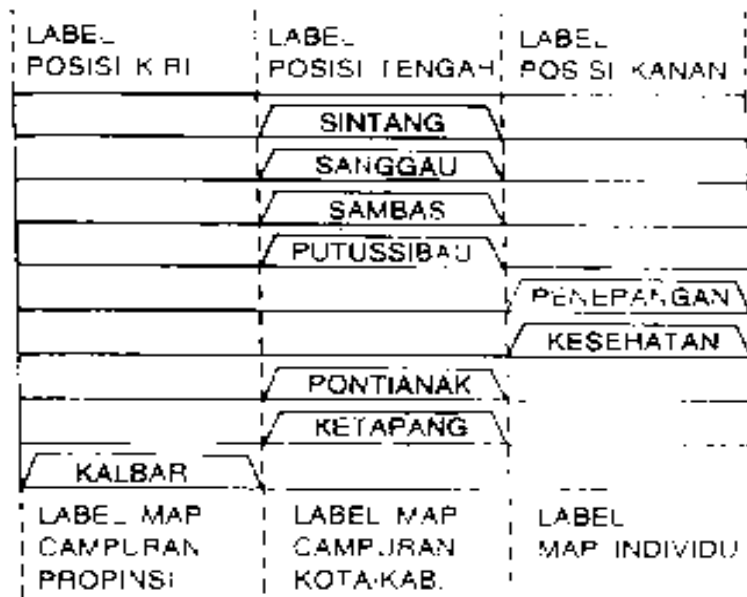 LABEL
POSISI KIRI
LABEL
POSISI TENGAH
LABEL
POSISI KANAN
SINTANG
SANGGAU
SAMBAS
PUTUSSIBAU
PENERANGAN
KESEHATAN
PONTIANAK
KETAPANG
KALBAR
LABEL MAP
CAMPURAN
PROPINSI
LABEL MAP
CAMPURAN
KOTA-KAB.
LABEL
MAP INDIVIDU